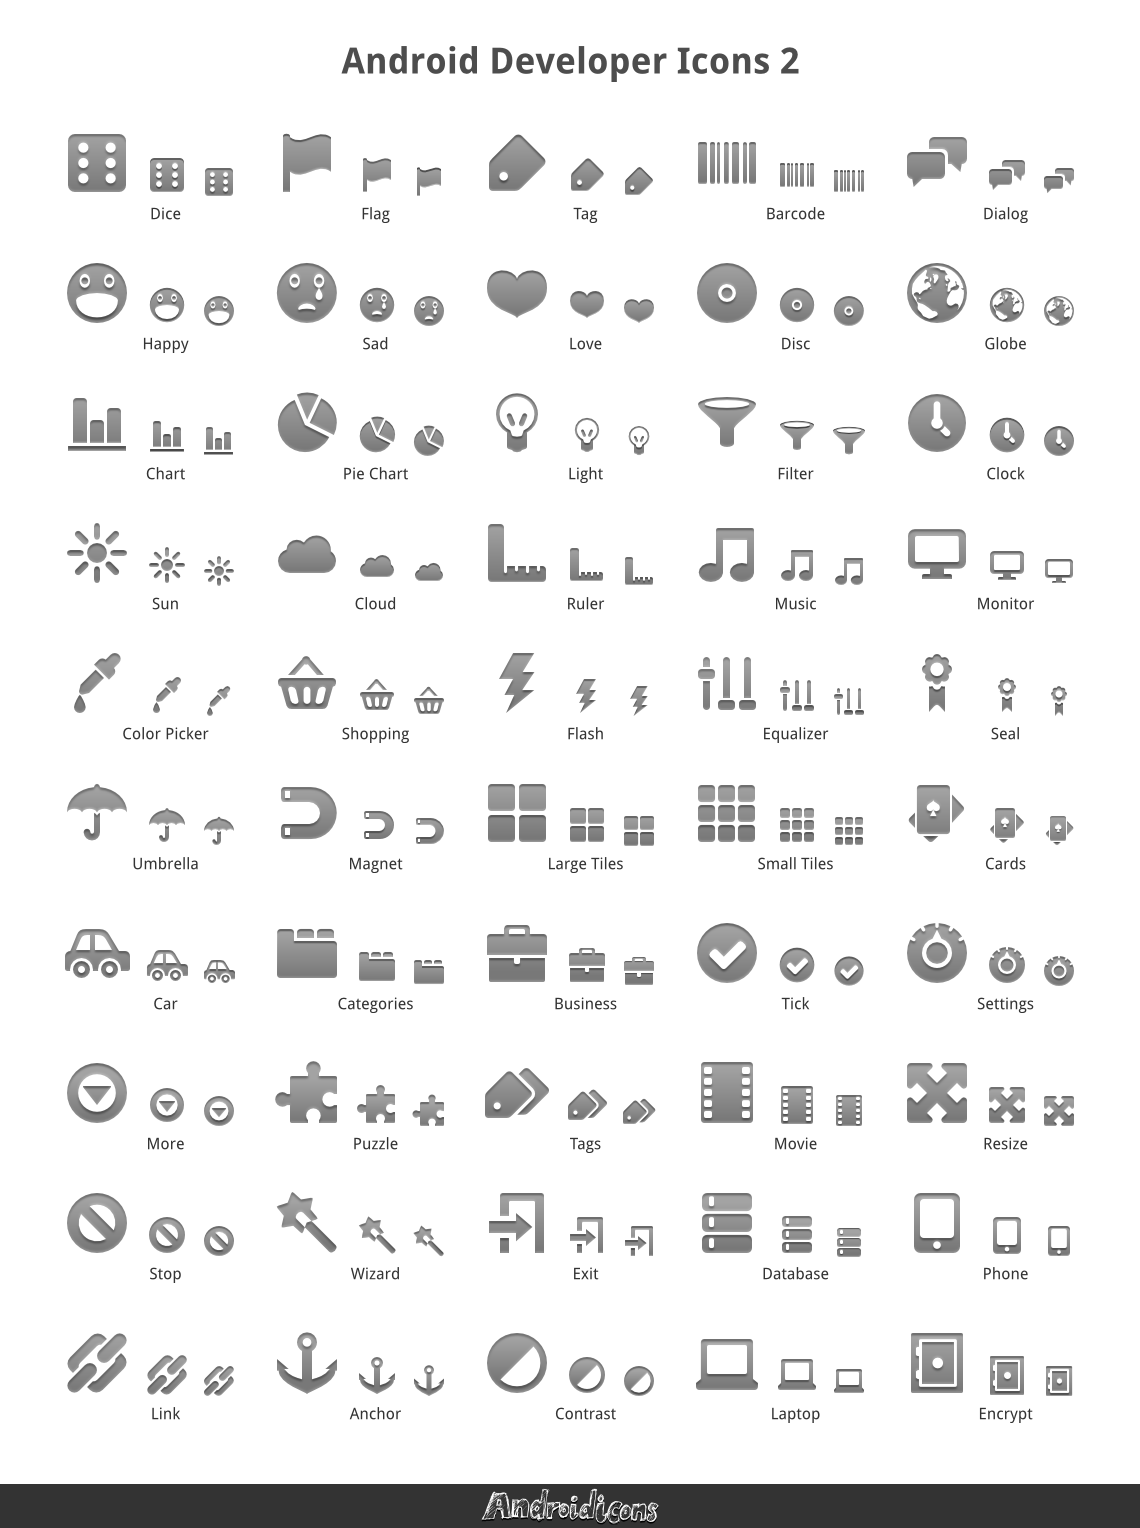 Android Developer Icons 2
Dice Flag Tag Barcode Dialog
Happy Sad Love Disc Globe
Chart Pie Chart Light Filter Clock
Sun Cloud Ruler Music Monitor
Color Picker Shopping Flash Equalizer Seal
Umbrella Magnet Large Tiles Small Tiles Cards
Car Categories Business Tick Settings
More Puzzle Tags Movie Resize
Stop Wizard Exit Database Phone
Link Anchor Contrast Laptop Encrypt
Androidicons